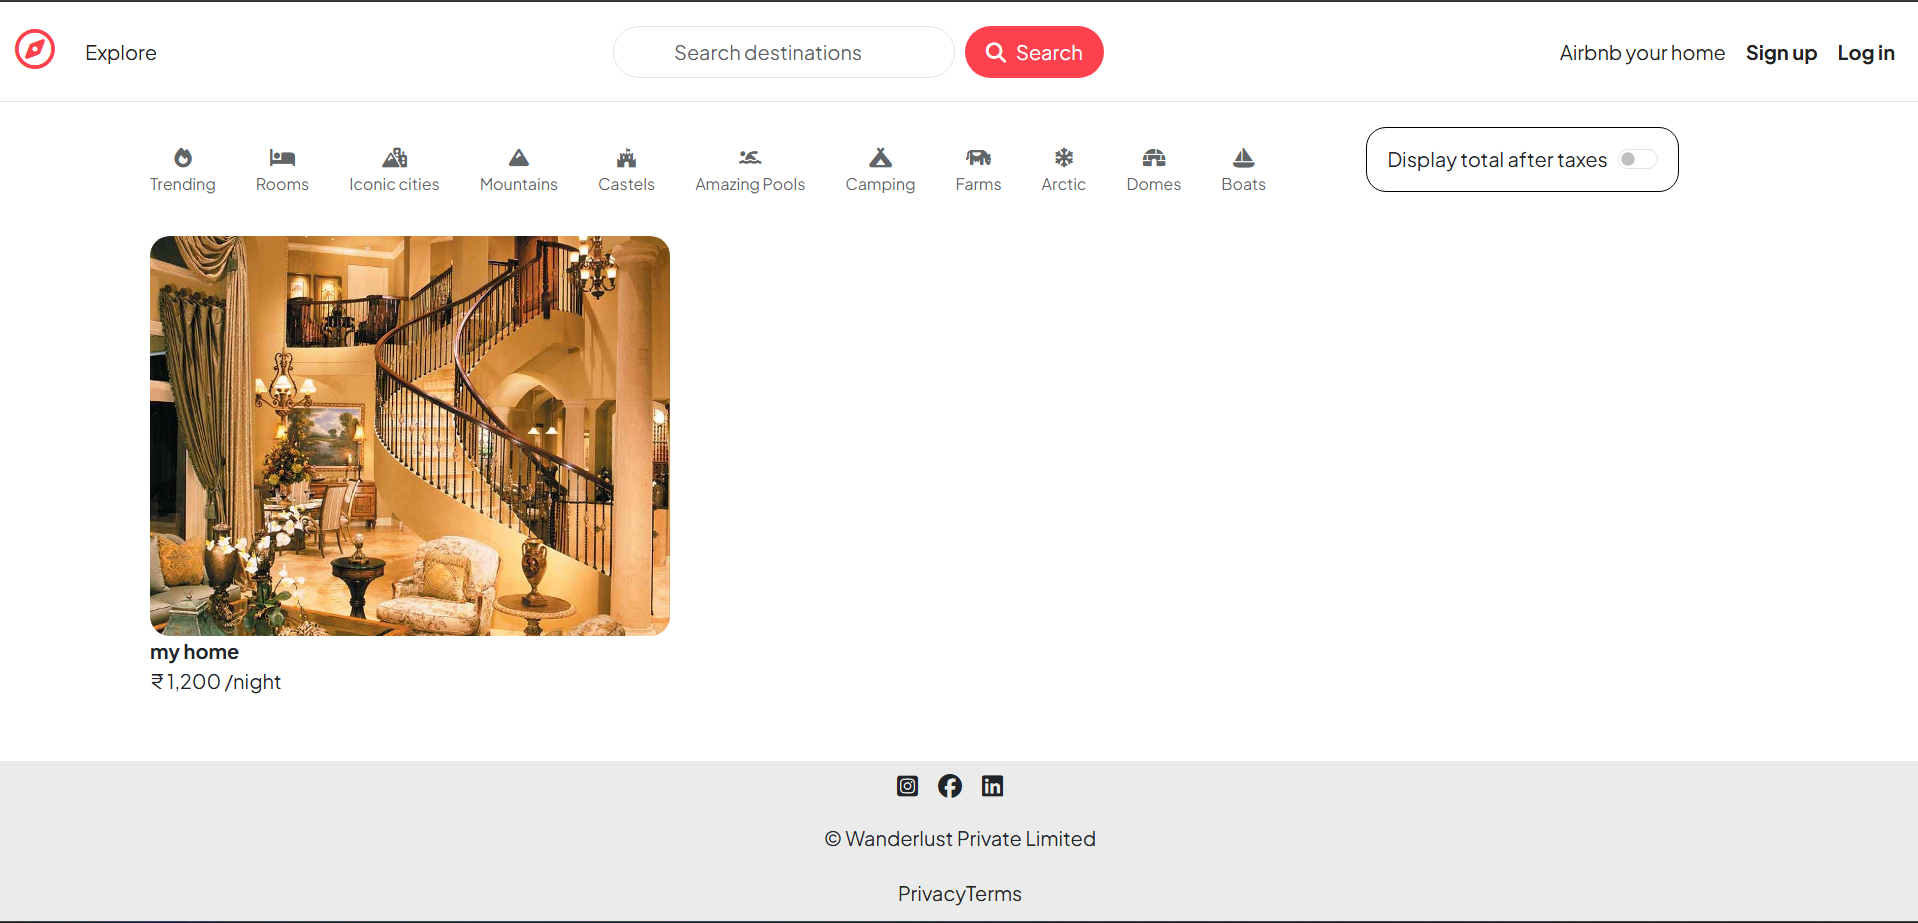 Explore
Search destinations
Search
Airbnb your home Sign up Log in
Trending Rooms Iconic cities Mountains Castels Amazing Pools Camping Farms Arctic Domes Boats
Display total after taxes
my home
₹ 1,200 /night
© Wanderlust Private Limited
PrivacyTerms